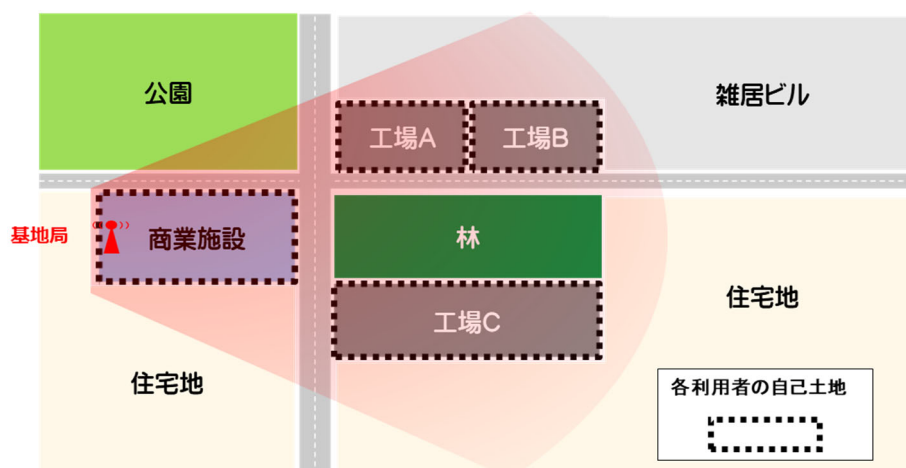 公園
雑居ビル
工場A
工場B
基地局
商業施設
林
住宅地
工場C
住宅地
各利用者の自己土地